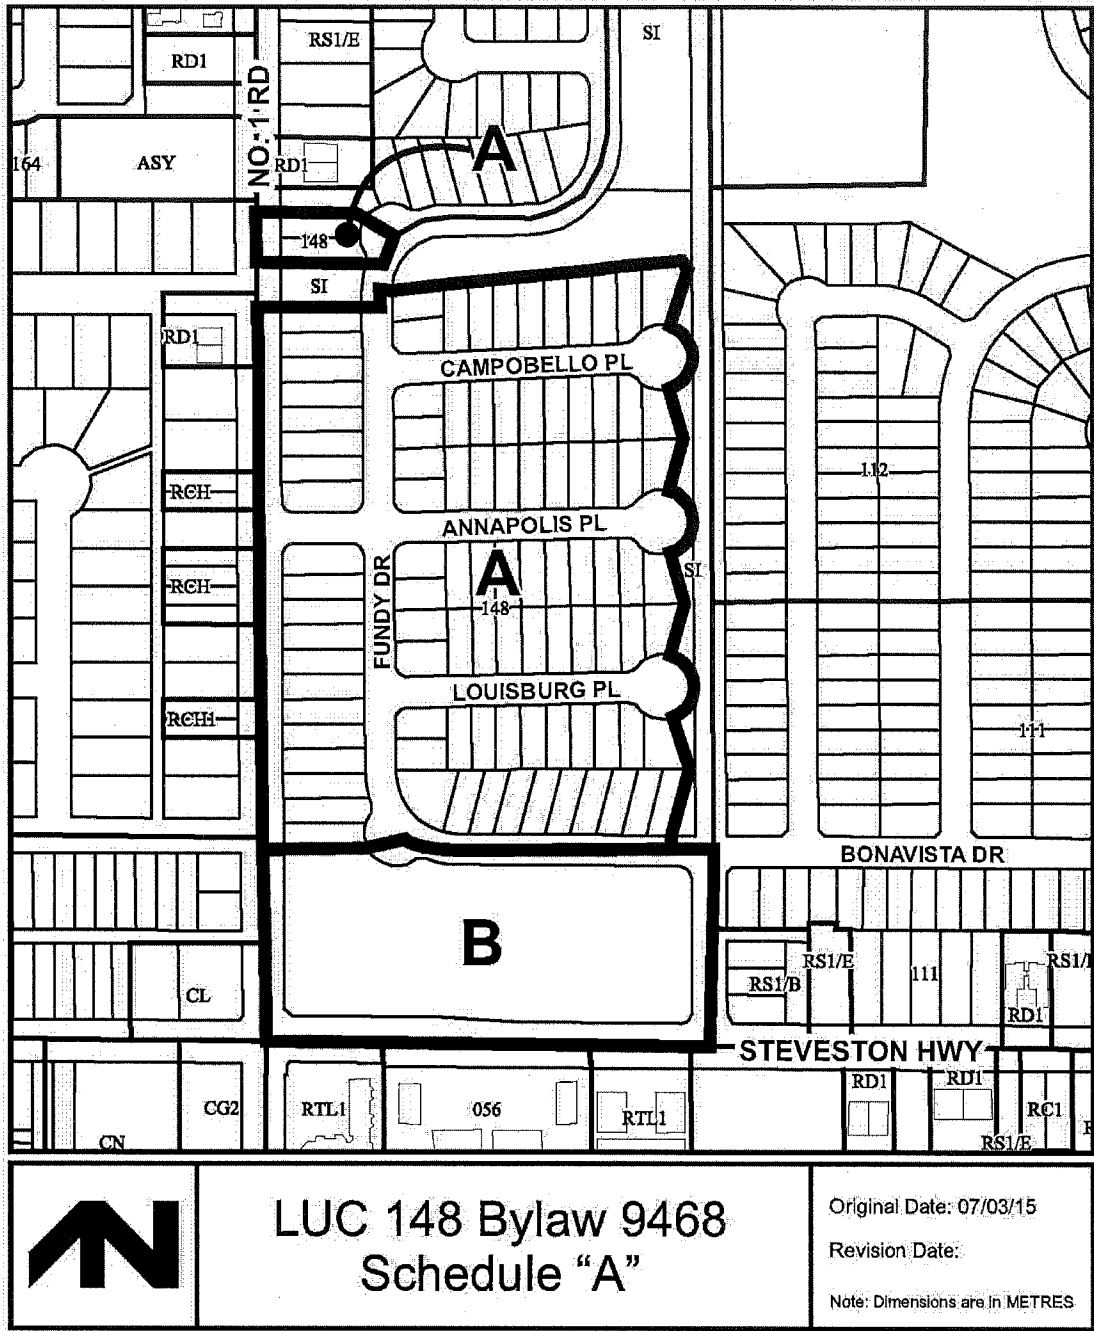 RS1/E
SI
RD1
NO. 1 RD
A
164
ASY
RD1
148
SI
RD1
CAMPOBELLO PL
112
RCH
ANNAPOLIS PL
A
SI
RCH
148
FUNDY DR
LOUISBURG PL
RCH1
111
BONAVISTA DR
B
RS1/E
RS1/B
111
CL
RD1
STEVESTON HWY
RD1
RD1
CG2
RTL1
056
RTL1
RC1
CN
RS1/E
LUC 148 Bylaw 9468
Schedule “A”
Original Date: 07/03/15
Revision Date:
Note: Dimensions are in METRES